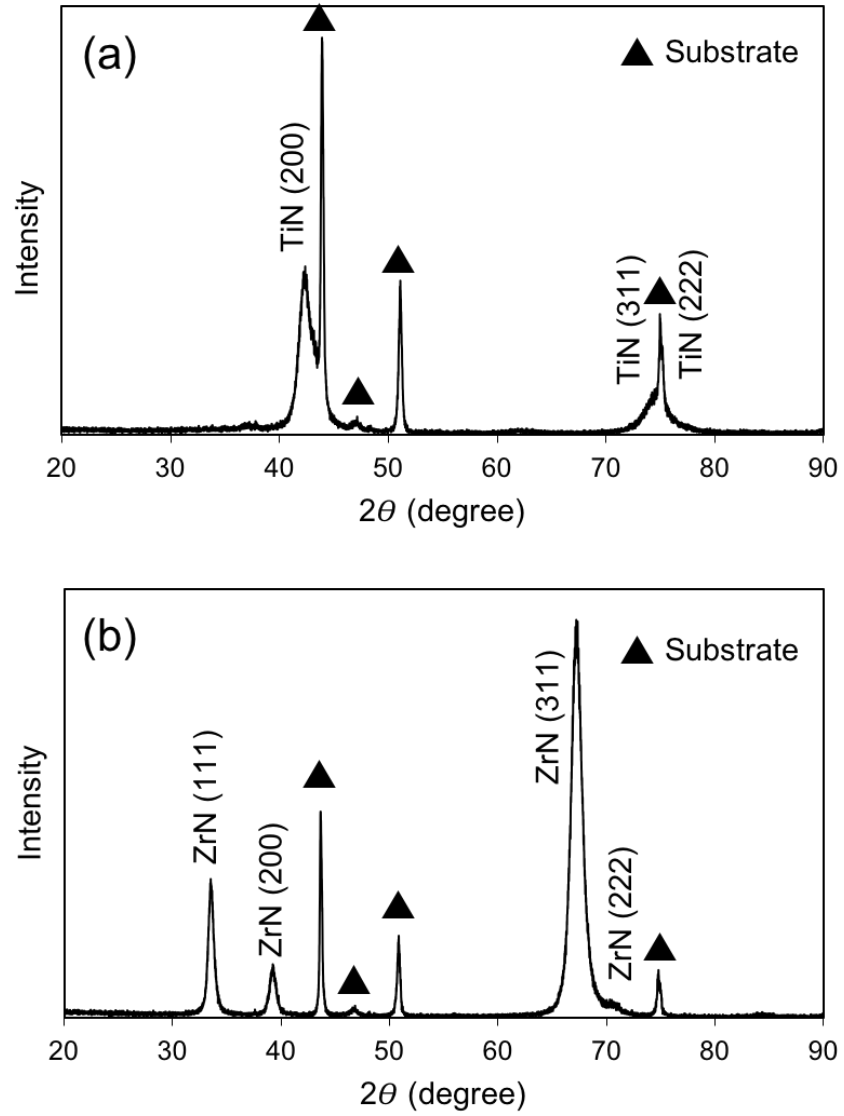 (a)
▲ Substrate
TiN (200)
TiN (311)
TiN (222)
Intensity
20 30 40 50 60 70 80 90
2θ (degree)
(b)
▲ Substrate
ZrN (111)
ZrN (200)
ZrN (311)
ZrN (222)
Intensity
20 30 40 50 60 70 80 90
2θ (degree)